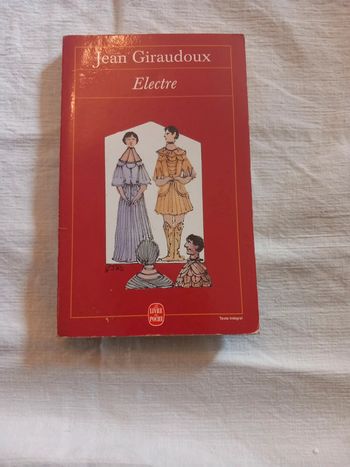 Jean Giraudoux
Electre
LE LIVRE
DE POCHE
Texte intégral